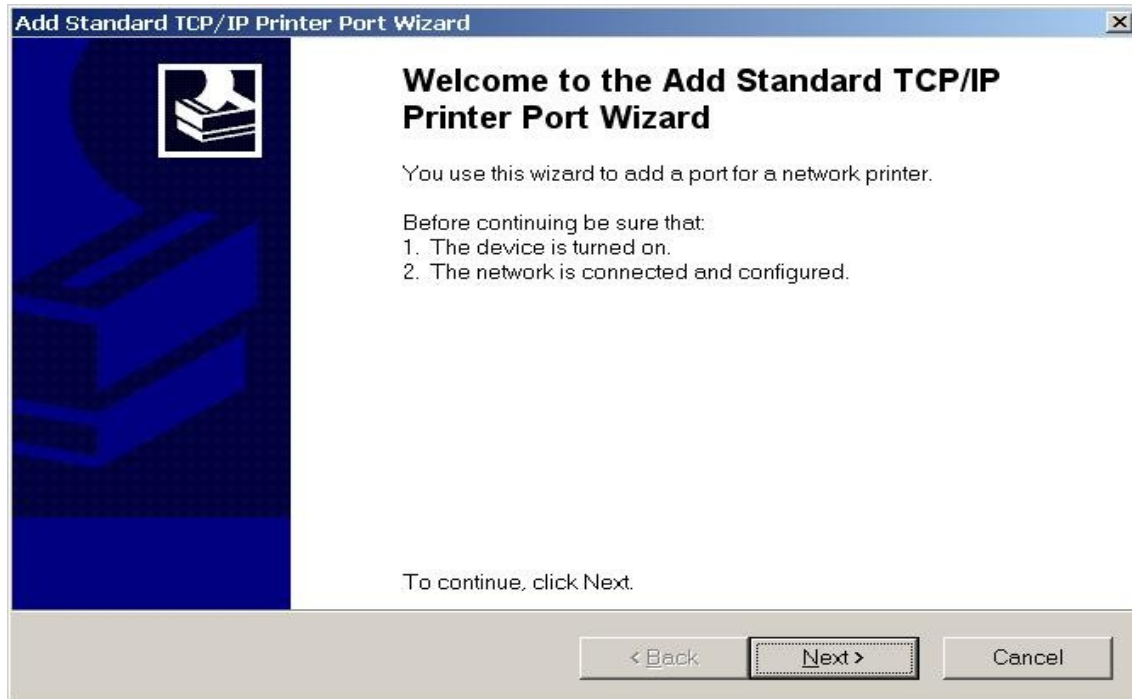 Add Standard TCP/IP Printer Port Wizard
Welcome to the Add Standard TCP/IP
Printer Port Wizard
You use this wizard to add a port for a network printer.
Before continuing be sure that:
1. The device is turned on.
2. The network is connected and configured.
To continue, click Next.
< Back Next > Cancel